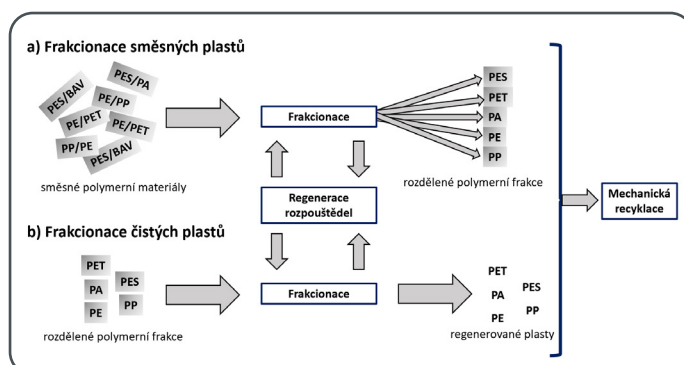 a) Frakcionace směsných plastů
PES/BAV
PES/PA
PE/PP
PE/PET
PE/PET
PP/PE
PES/BAV
směsné polymerní materiály
Frakcionace
PES
PET
PA
PE
PP
rozdělené polymerní frakce
Regenerace
rozpouštědel
Mechanická
recyklace
b) Frakcionace čistých plastů
PET
PES
PA
PP
PE
rozdělené polymerní frakce
Frakcionace
PET
PES
PA
PP
PE
regenerované plasty